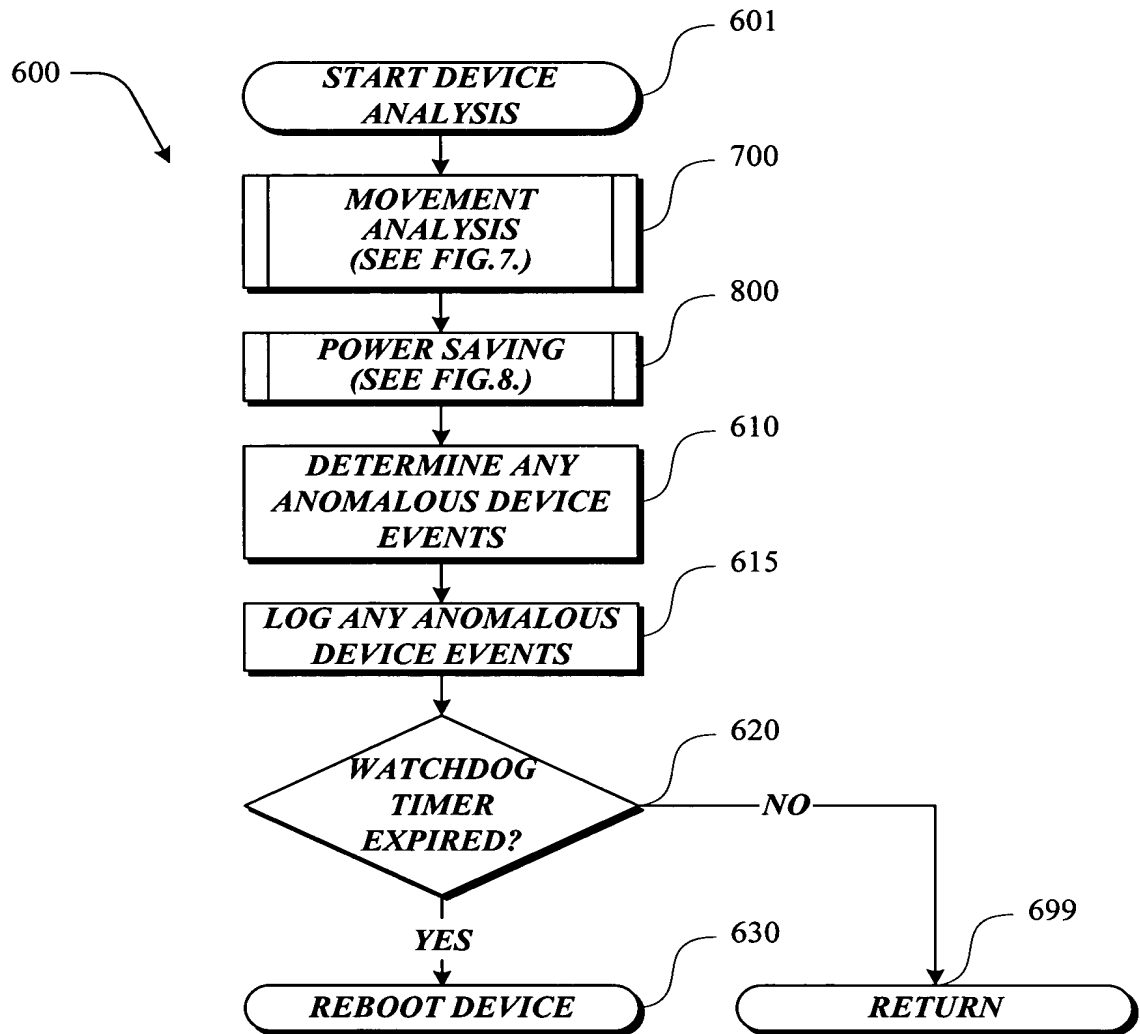 601
600
START DEVICE
ANALYSIS
700
MOVEMENT
ANALYSIS
(SEE FIG.7.)
800
POWER SAVING
(SEE FIG.8.)
610
DETERMINE ANY
ANOMALOUS DEVICE
EVENTS
615
LOG ANY ANOMALOUS
DEVICE EVENTS
620
WATCHDOG
TIMER
EXPIRED?
NO
YES
630
699
REBOOT DEVICE
RETURN